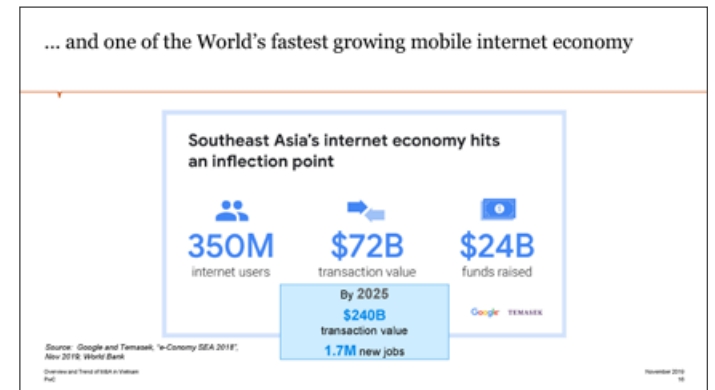 ... and one of the World's fastest growing mobile internet economy
Southeast Asia's internet economy hits
an inflection point
350M
internet users
$72B
transaction value
$24B
funds raised
By 2025
$240B
transaction value
1.7M new jobs
Google TEMASEK
Source: Google and Temasek, "e-Conomy SEA 2018",
Nov 2019; World Bank
Overview and Trend of M&A in Vietnam
PwC
November 2019